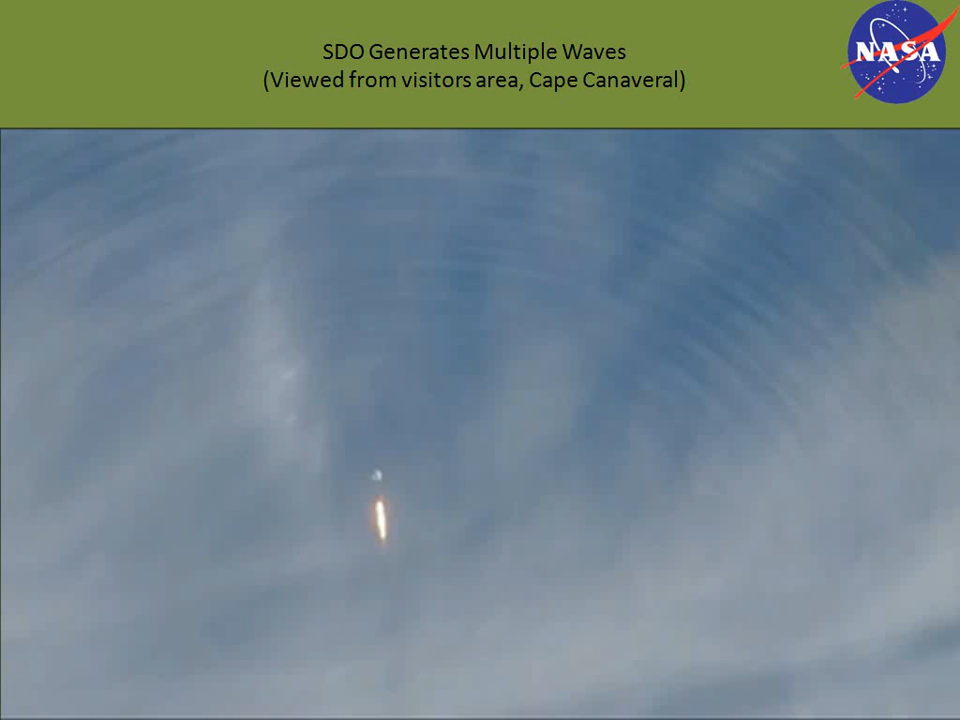 SDO Generates Multiple Waves
(Viewed from visitors area, Cape Canaveral)
NASA